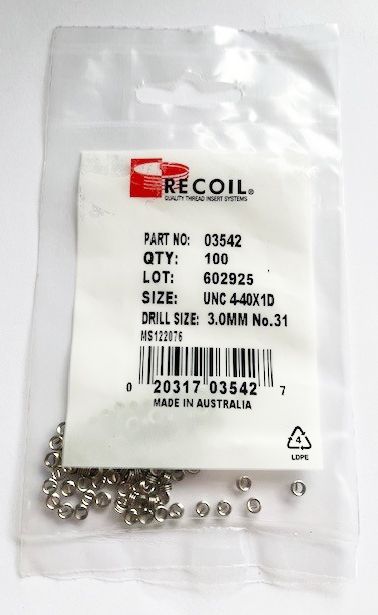 RECOIL®
QUALITY THREAD INSERT SYSTEMS
PART NO: 03542
QTY: 100
LOT: 602925
SIZE: UNC 4-40X1D
DRILL SIZE: 3.0MM No.31
MS122076
0 20317 03542 7
MADE IN AUSTRALIA
4
LDPE